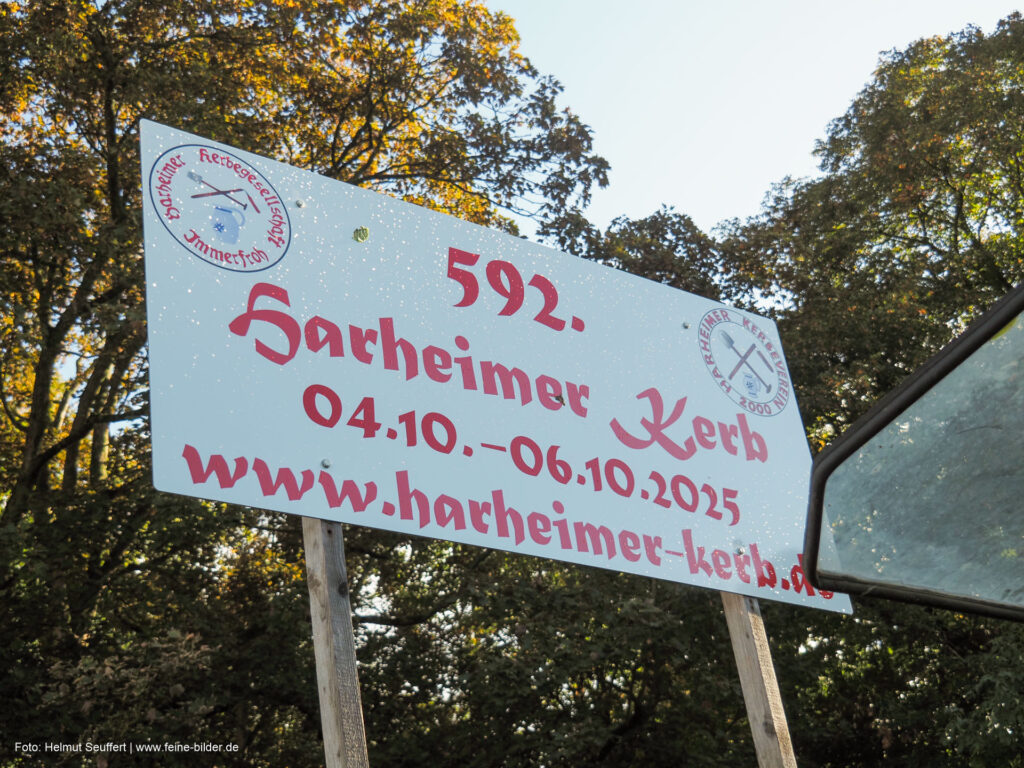 Harheimer Kerbegesellschaft
Immerfroh
592.
Harheimer Kerb
HARHEIMER KERBEVEREIN
2000
04.10.–06.10.2025
www.harheimer-kerb.de
Foto: Helmut Seuffert | www.feine-bilder.de